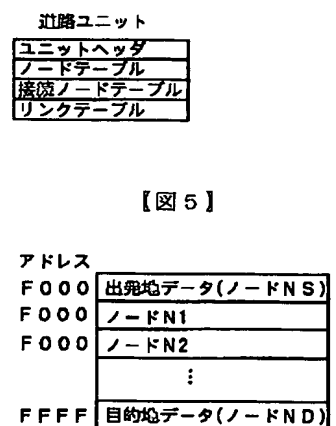 道路ユニット
ユニットヘッダ
ノードテーブル
接続ノードテーブル
リンクテーブル
【図5】
アドレス
F000 出発地データ(ノードNS)
F000 ノードN1
F000 ノードN2
⋮
FFFF 目的地データ(ノードND)